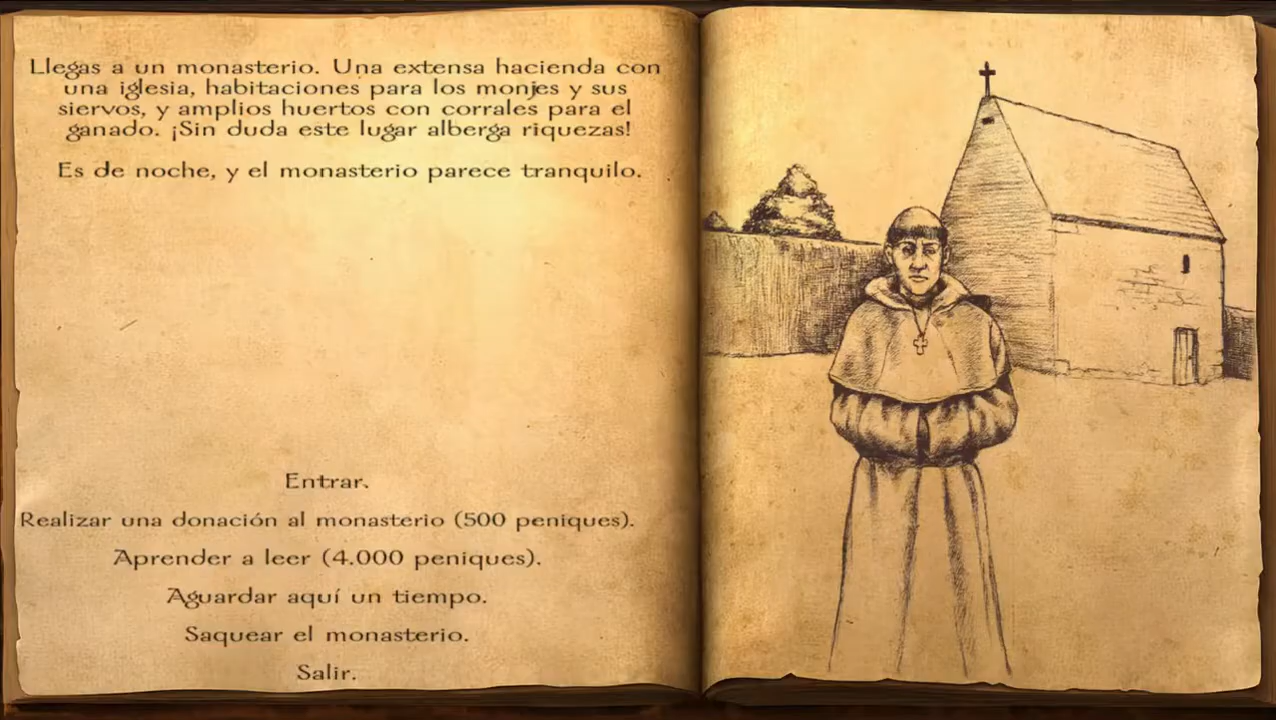 Llegas a un monasterio. Una extensa hacienda con
una iglesia, habitaciones para los monjes y sus
siervos, y amplios huertos con corrales para el
ganado. ¡Sin duda este lugar alberga riquezas!
Es de noche, y el monasterio parece tranquilo.
Entrar.
Realizar una donación al monasterio (500 peniques).
Aprender a leer (4.000 peniques).
Aguardar aquí un tiempo.
Saquear el monasterio.
Salir.